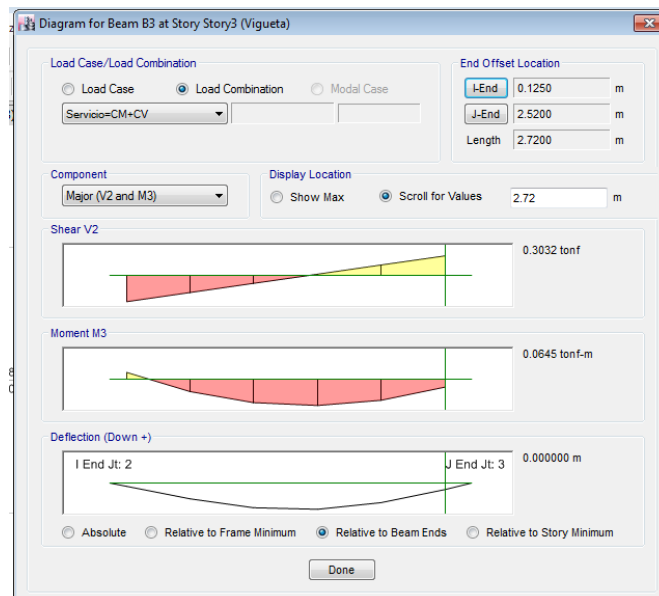 Diagram for Beam B3 at Story Story3 (Vigueta)
Load Case/Load Combination
Load Case Load Combination Modal Case
Servicio=CM+CV
End Offset Location
I-End 0.1250 m
J-End 2.5200 m
Length 2.7200 m
Component
Major (V2 and M3)
Display Location
Show Max Scroll for Values 2.72 m
Shear V2
0.3032 tonf
Moment M3
0.0645 tonf-m
Deflection (Down +)
I End Jt: 2 J End Jt: 3 0.000000 m
Absolute Relative to Frame Minimum Relative to Beam Ends Relative to Story Minimum
Done